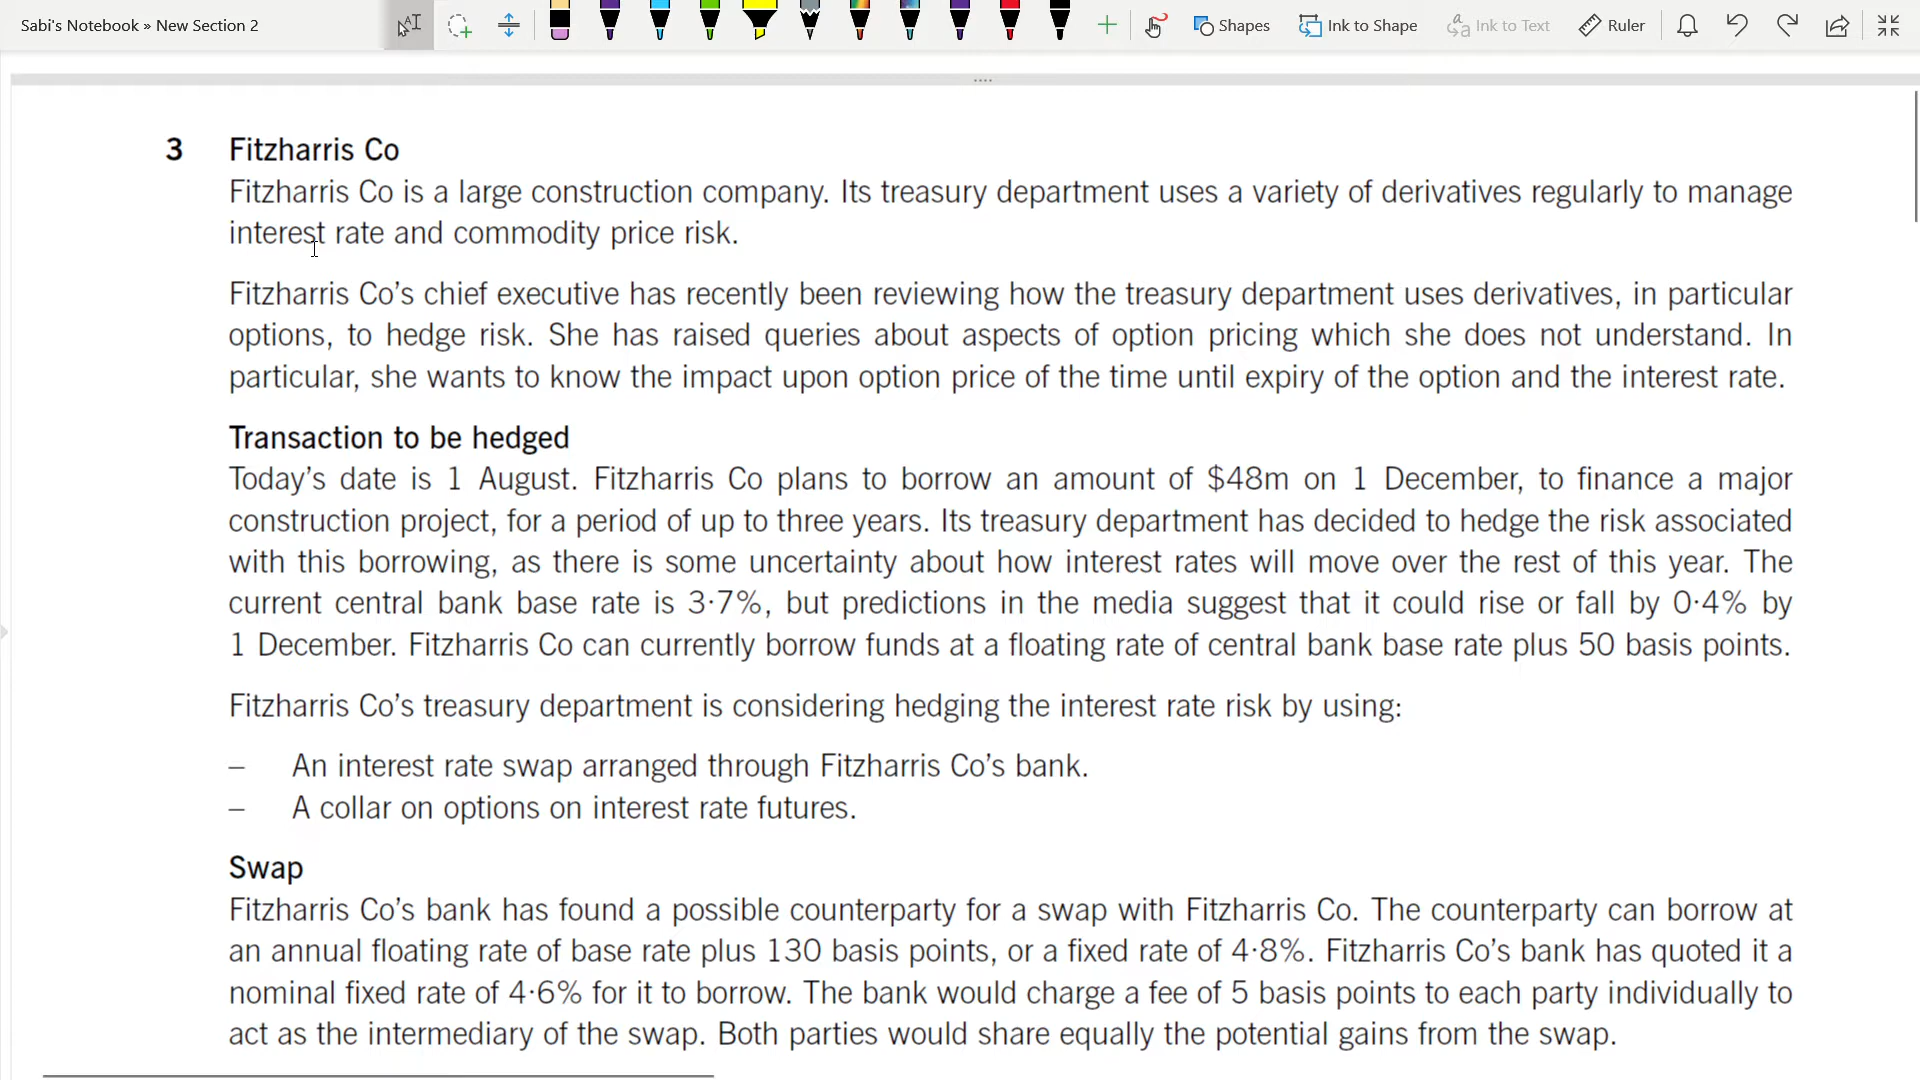 Sabi's Notebook » New Section 2
Shapes
Ink to Shape
Ink to Text
Ruler
3 Fitzharris Co
Fitzharris Co is a large construction company. Its treasury department uses a variety of derivatives regularly to manage
interest rate and commodity price risk.
Fitzharris Co’s chief executive has recently been reviewing how the treasury department uses derivatives, in particular
options, to hedge risk. She has raised queries about aspects of option pricing which she does not understand. In
particular, she wants to know the impact upon option price of the time until expiry of the option and the interest rate.
Transaction to be hedged
Today’s date is 1 August. Fitzharris Co plans to borrow an amount of $48m on 1 December, to finance a major
construction project, for a period of up to three years. Its treasury department has decided to hedge the risk associated
with this borrowing, as there is some uncertainty about how interest rates will move over the rest of this year. The
current central bank base rate is 3·7%, but predictions in the media suggest that it could rise or fall by 0·4% by
1 December. Fitzharris Co can currently borrow funds at a floating rate of central bank base rate plus 50 basis points.
Fitzharris Co’s treasury department is considering hedging the interest rate risk by using:
– An interest rate swap arranged through Fitzharris Co’s bank.
– A collar on options on interest rate futures.
Swap
Fitzharris Co’s bank has found a possible counterparty for a swap with Fitzharris Co. The counterparty can borrow at
an annual floating rate of base rate plus 130 basis points, or a fixed rate of 4·8%. Fitzharris Co’s bank has quoted it a
nominal fixed rate of 4·6% for it to borrow. The bank would charge a fee of 5 basis points to each party individually to
act as the intermediary of the swap. Both parties would share equally the potential gains from the swap.